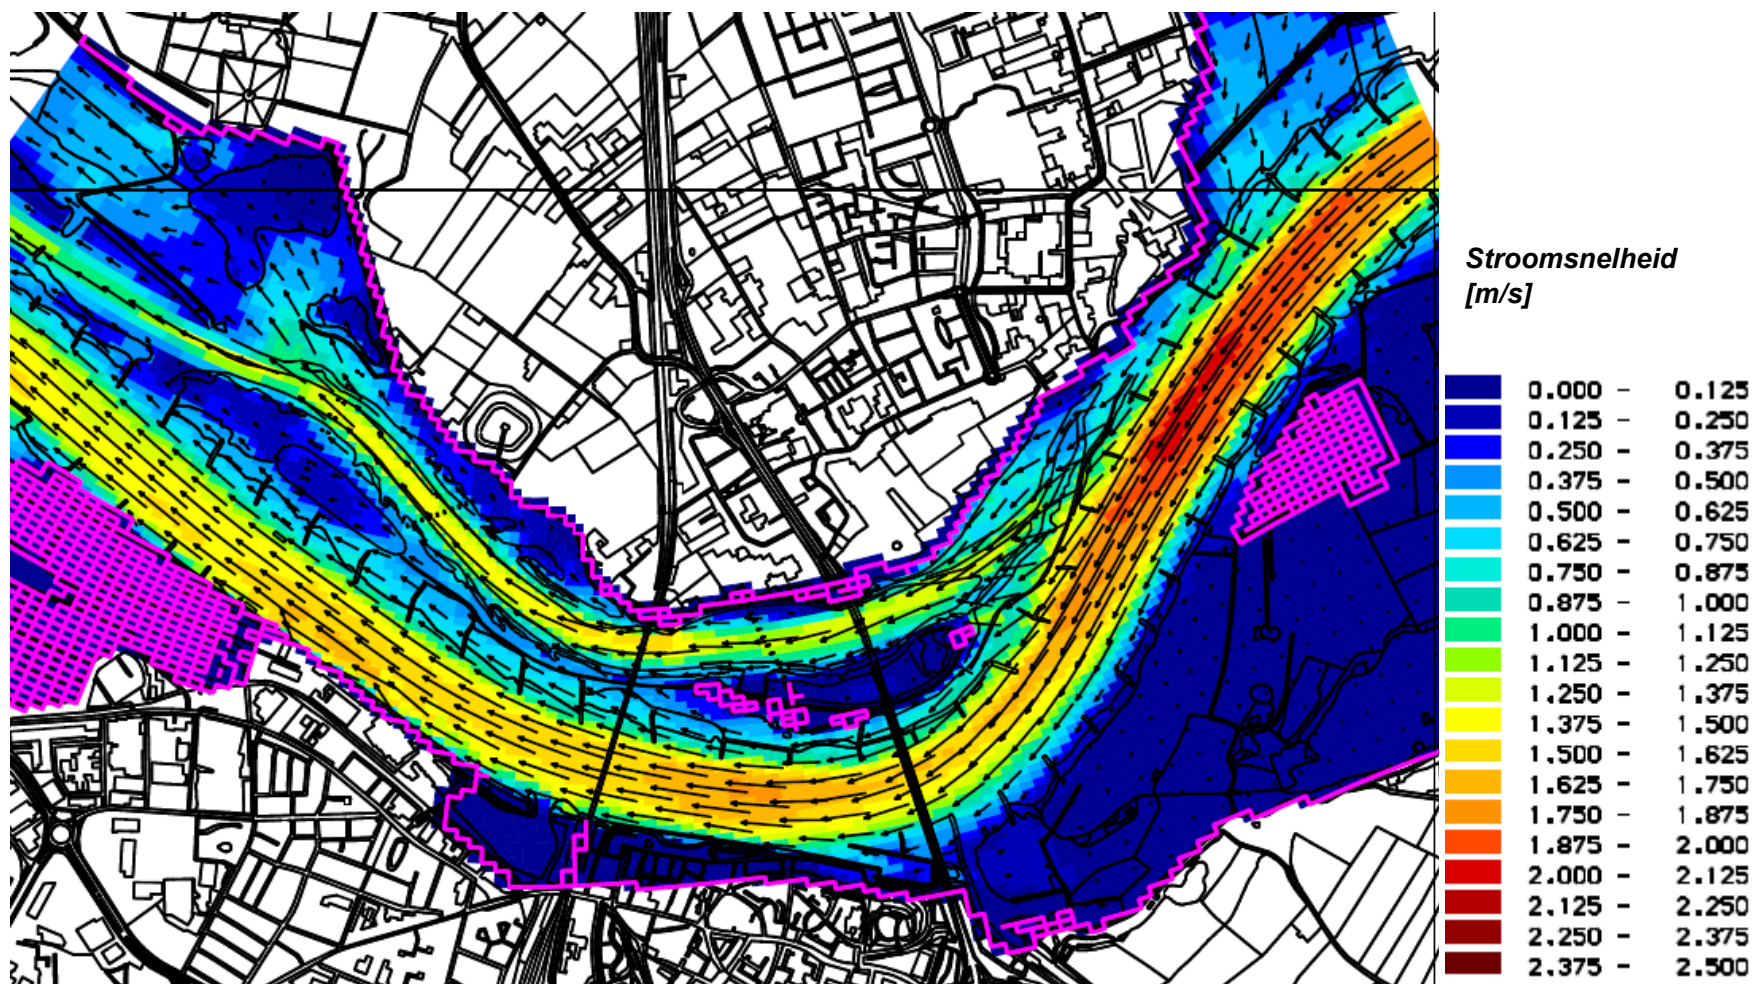 Stroomsnelheid
[m/s]
0.000 – 0.125
0.125 – 0.250
0.250 – 0.375
0.375 – 0.500
0.500 – 0.625
0.625 – 0.750
0.750 – 0.875
0.875 – 1.000
1.000 – 1.125
1.125 – 1.250
1.250 – 1.375
1.375 – 1.500
1.500 – 1.625
1.625 – 1.750
1.750 – 1.875
1.875 – 2.000
2.000 – 2.125
2.125 – 2.250
2.250 – 2.375
2.375 – 2.500